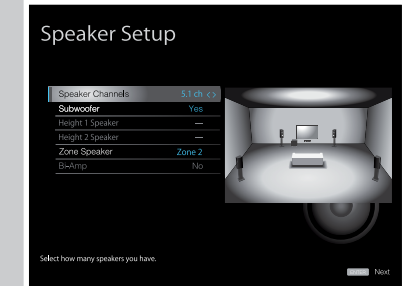 Speaker Setup
Speaker Channels 5.1 ch < >
Subwoofer Yes
Height 1 Speaker —
Height 2 Speaker —
Zone Speaker Zone 2
Bi-Amp No
Select how many speakers you have.
ENTER Next